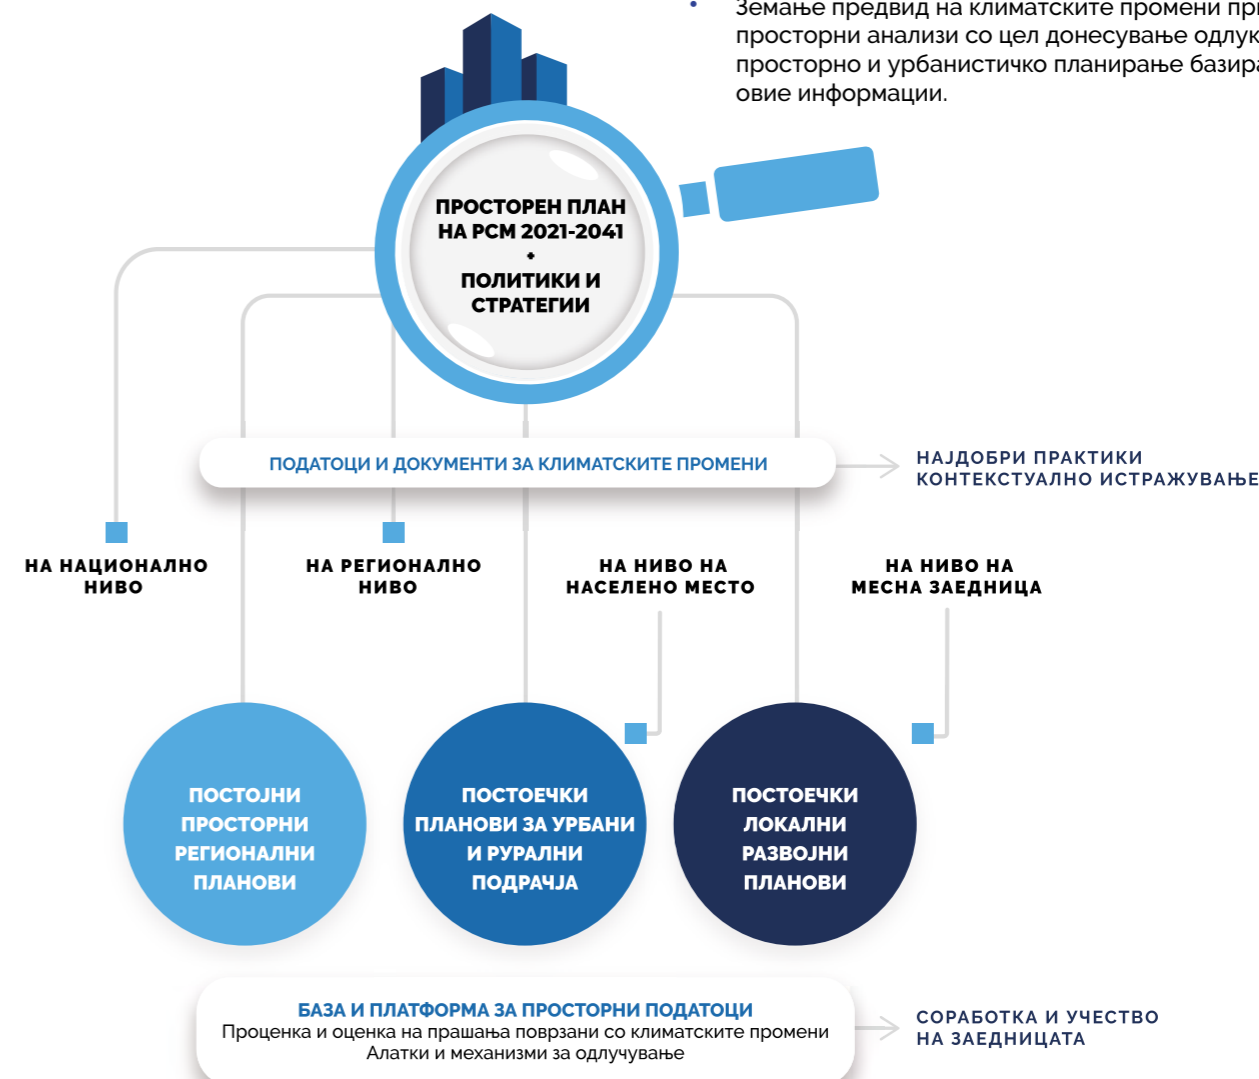 • Земање предвид на климатските промени при
просторни анализи со цел донесување
просторно и урбанистичко планирање
овие информации.
ПРОСТОРЕН ПЛАН
НА РСМ 2021-2041
+
ПОЛИТИКИ И
СТРАТЕГИИ
ПОДАТОЦИ И ДОКУМЕНТИ ЗА КЛИМАТСКИТЕ ПРОМЕНИ
НАЈДОБРИ ПРАКТИКИ
КОНТЕКСТУАЛНО ИСТРАЖУВАЊЕ
НА НАЦИОНАЛНО
НИВО
НА РЕГИОНАЛНО
НИВО
НА НИВО НА
НАСЕЛЕНО МЕСТО
НА НИВО НА
МЕСНА ЗАЕДНИЦА
ПОСТОЈНИ
ПРОСТОРНИ
РЕГИОНАЛНИ
ПЛАНОВИ
ПОСТОЕЧКИ
ПЛАНОВИ ЗА УРБАНИ
И РУРАЛНИ
ПОДРАЧЈА
ПОСТОЕЧКИ
ЛОКАЛНИ
РАЗВОЈНИ
ПЛАНОВИ
БАЗА И ПЛАТФОРМА ЗА ПРОСТОРНИ ПОДАТОЦИ
Проценка и оценка на прашања поврзани со климатските промени
Алатки и механизми за одлучување
СОРАБОТКА И УЧЕСТВО
НА ЗАЕДНИЦАТА